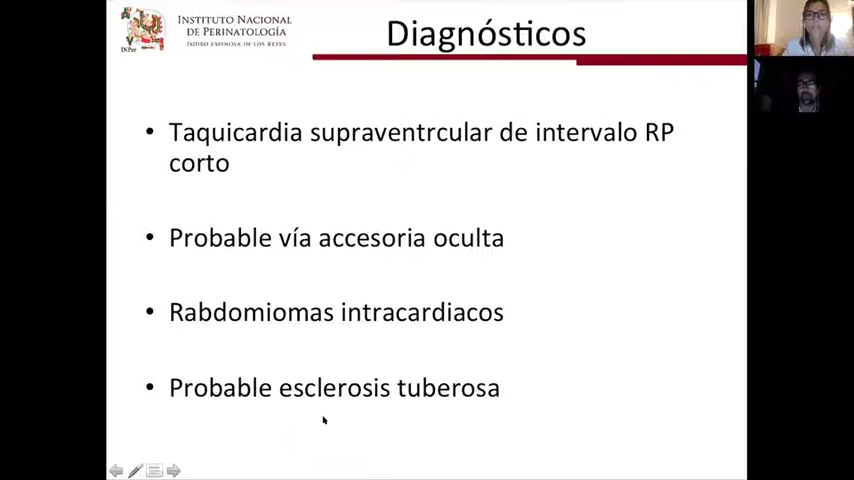 INSTITUTO NACIONAL
DE PERINATOLOGÍA
ISIDRO ESPINOSA DE LOS REYES
INPer
Diagnósticos
• Taquicardia supraventrcular de intervalo RP
corto
• Probable vía accesoria oculta
• Rabdomiomas intracardiacos
• Probable esclerosis tuberosa